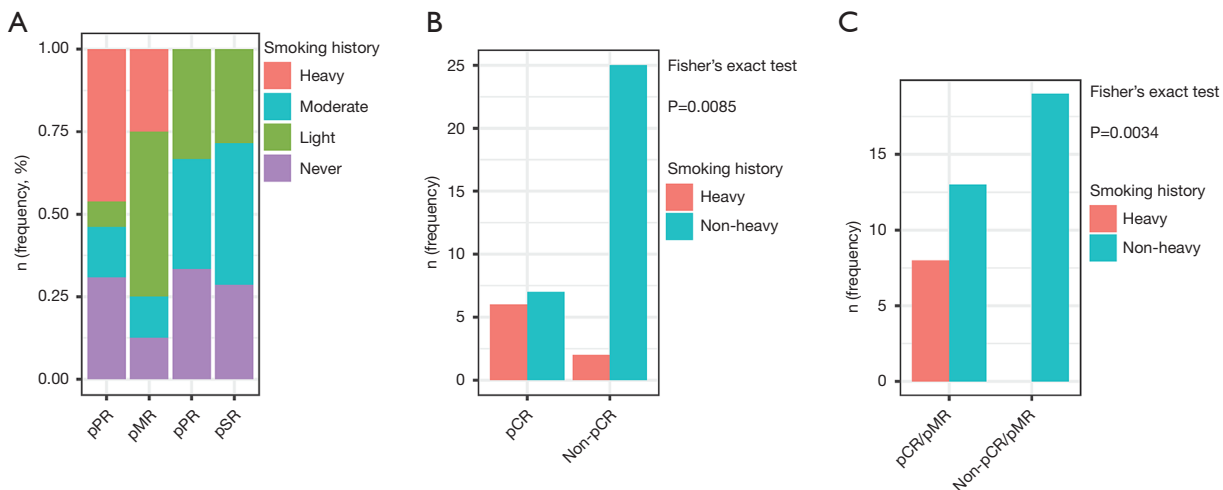 A
n (frequency, %)
1.00
0.75
0.50
0.25
0.00
pPR
pMR
pPR
pSR
Smoking history
Heavy
Moderate
Light
Never
B
n (frequency)
25
20
15
10
5
0
pCR
Non-pCR
Fisher's exact test
P=0.0085
Smoking history
Heavy
Non-heavy
C
n (frequency)
15
10
5
0
pCR/pMR
Non-pCR/pMR
Fisher's exact test
P=0.0034
Smoking history
Heavy
Non-heavy